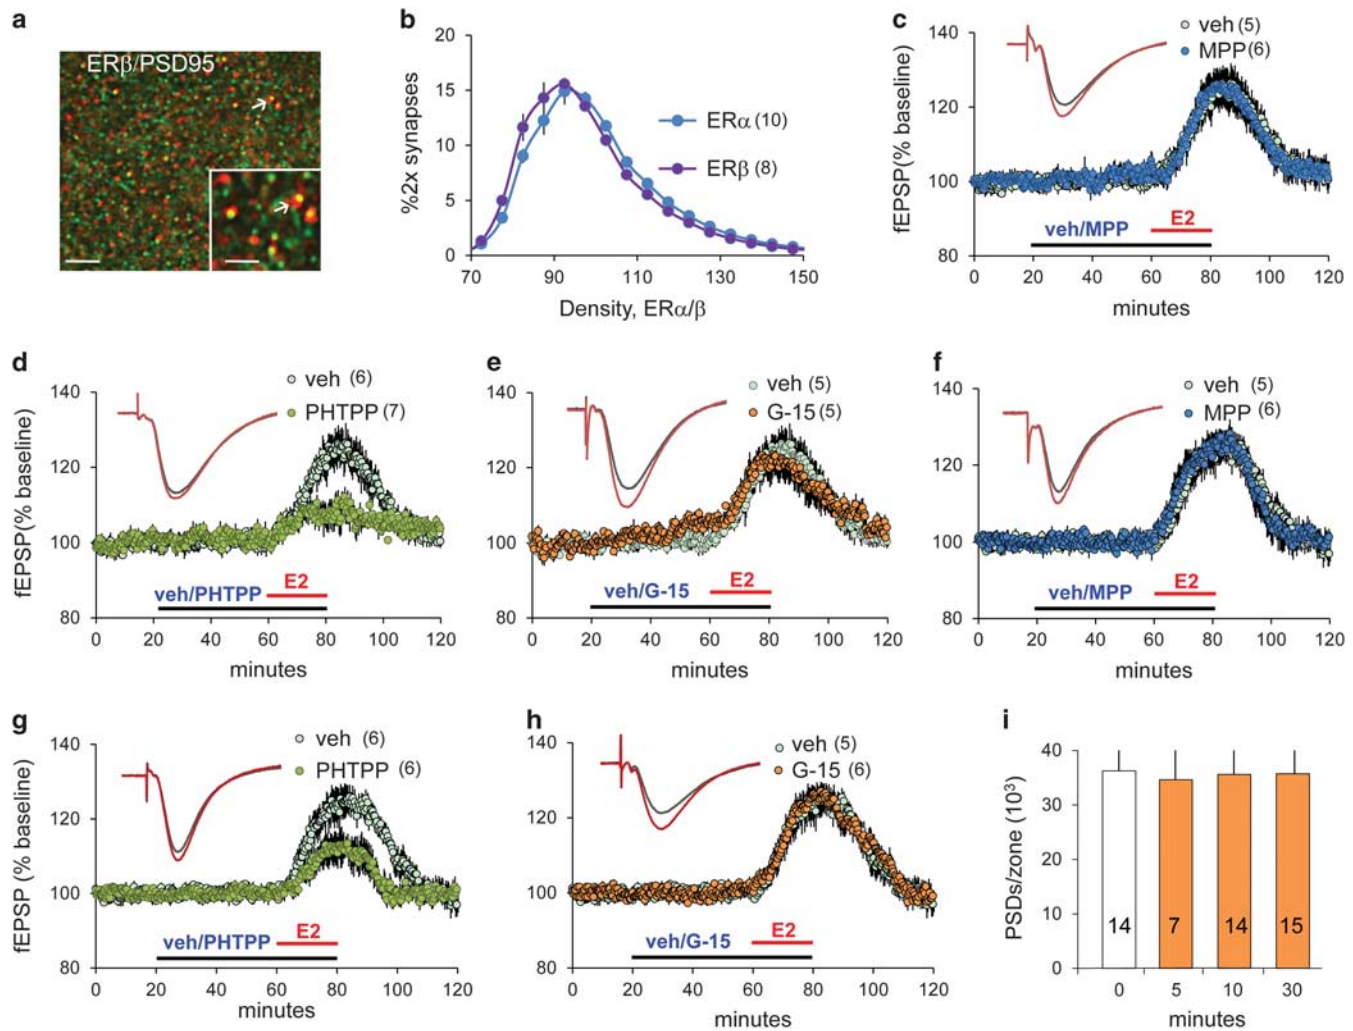 a
ERβ/PSD95
b
%2x synapses
20
15
10
5
0
ERα (10)
ERβ (8)
70 90 110 130 150
Density, ERα/β
c
fEPSP(% baseline)
140
120
100
80
veh (5)
MPP (6)
E2
veh/MPP
0 20 40 60 80 100 120
minutes
d
fEPSP(% baseline)
140
120
100
80
veh (6)
PHTPP (7)
E2
veh/PHTPP
0 20 40 60 80 100 120
minutes
e
140
120
100
80
veh (5)
G-15 (5)
E2
veh/G-15
0 20 40 60 80 100 120
minutes
f
140
120
100
80
veh (5)
MPP (6)
E2
veh/MPP
0 20 40 60 80 100 120
minutes
g
fEPSP (% baseline)
140
120
100
80
veh (6)
PHTPP (6)
E2
veh/PHTPP
0 20 40 60 80 100 120
minutes
h
140
120
100
80
veh (5)
G-15 (6)
E2
veh/G-15
0 20 40 60 80 100 120
minutes
i
PSDs/zone (10³)
40
30
20
10
0
14 7 14 15
0 5 10 30
minutes